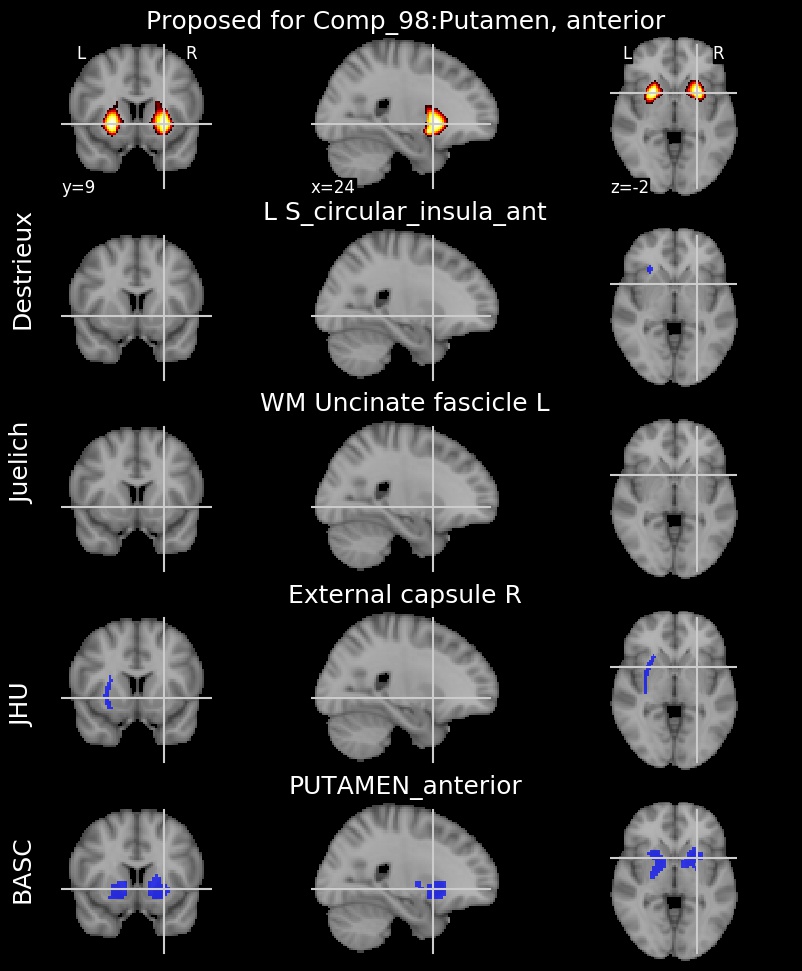 Proposed for Comp_98:Putamen, anterior
L R L R
y=9 x=24 z=-2
L S_circular_insula_ant
Destrieux
WM Uncinate fascicle L
Juelich
External capsule R
JHU
PUTAMEN_anterior
BASC